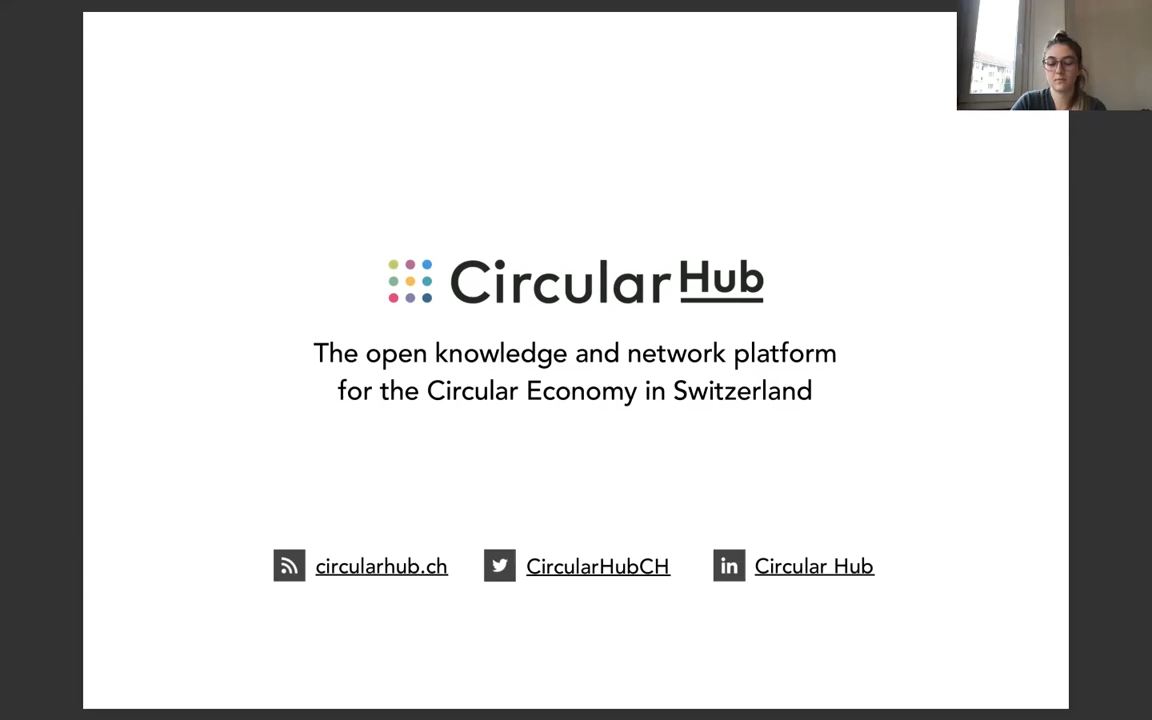 Circular Hub
The open knowledge and network platform
for the Circular Economy in Switzerland
circularhub.ch CircularHubCH in Circular Hub